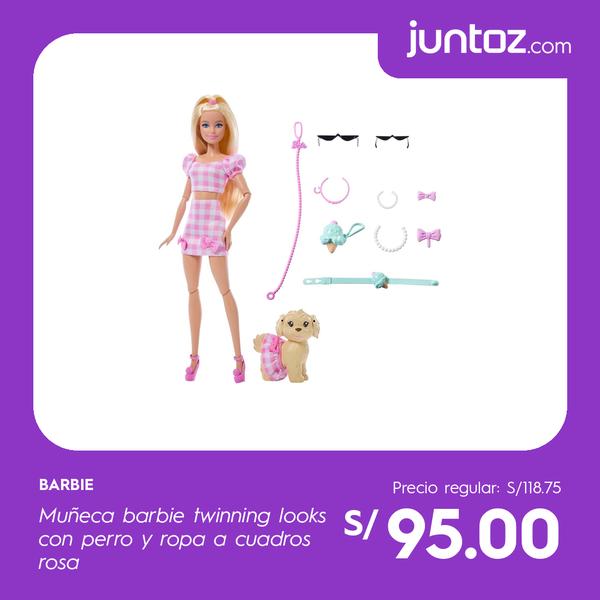 juntoz.com
BARBIE
Muñeca barbie twinning looks
con perro y ropa a cuadros
rosa
Precio regular: S/118.75
S/95.00